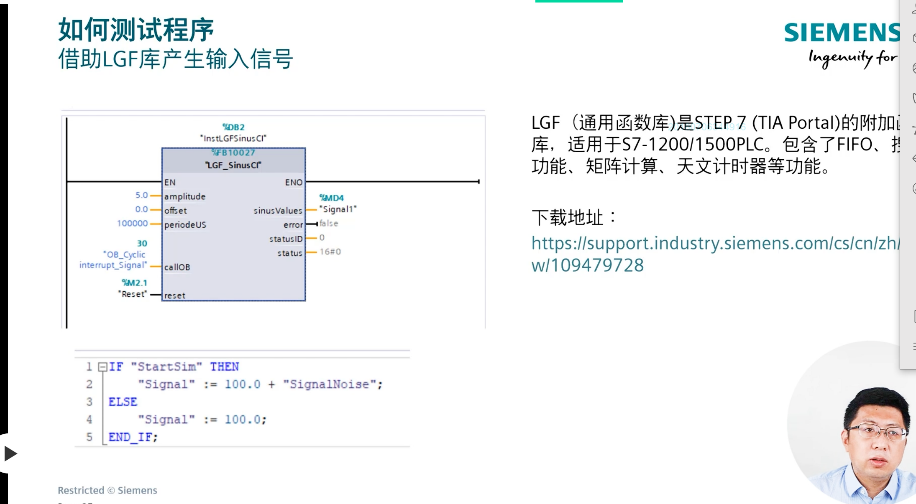 如何测试程序
借助LGF库产生输入信号
SIEMENS
Ingenuity for
%DB2
"InstLGFSinusCI"
%FB10027
"LGF_SinusCI"
EN
ENO
5.0
amplitude
%MD4
0.0
offset
sinusValues
"Signal1"
100000
periodeUS
error
false
statusID
0
30
status
16#0
"OB_Cyclic
interrupt_Signal"
callOB
%M2.1
"Reset"
reset
LGF（通用函数库)是STEP 7 (TIA Portal)的附加
库，适用于S7-1200/1500PLC。包含了FIFO、
功能、矩阵计算、天文计时器等功能。
下载地址：
https://support.industry.siemens.com/cs/cn/zh/
w/109479728
1 IF "StartSim" THEN
2 "Signal" := 100.0 + "SignalNoise";
3 ELSE
4 "Signal" := 100.0;
5 END_IF;
Restricted © Siemens